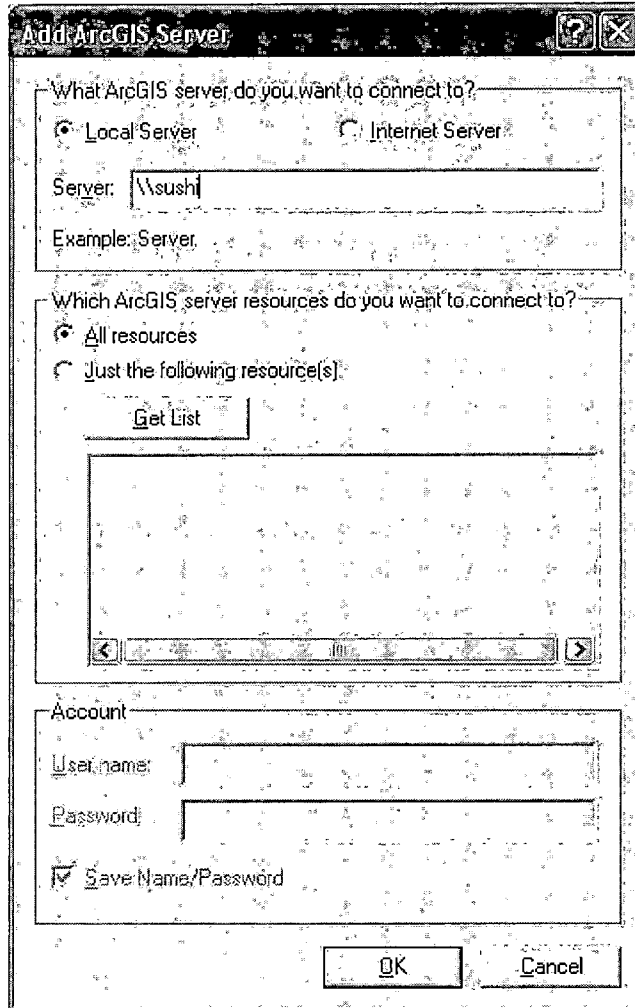 Add ArcGIS Server
What ArcGIS server do you want to connect to?
Local Server Internet Server
Server: \\sushi
Example: Server
Which ArcGIS server resources do you want to connect to?
All resources
Just the following resource(s)
Get List
Account
User name:
Password:
Save Name/Password
OK Cancel